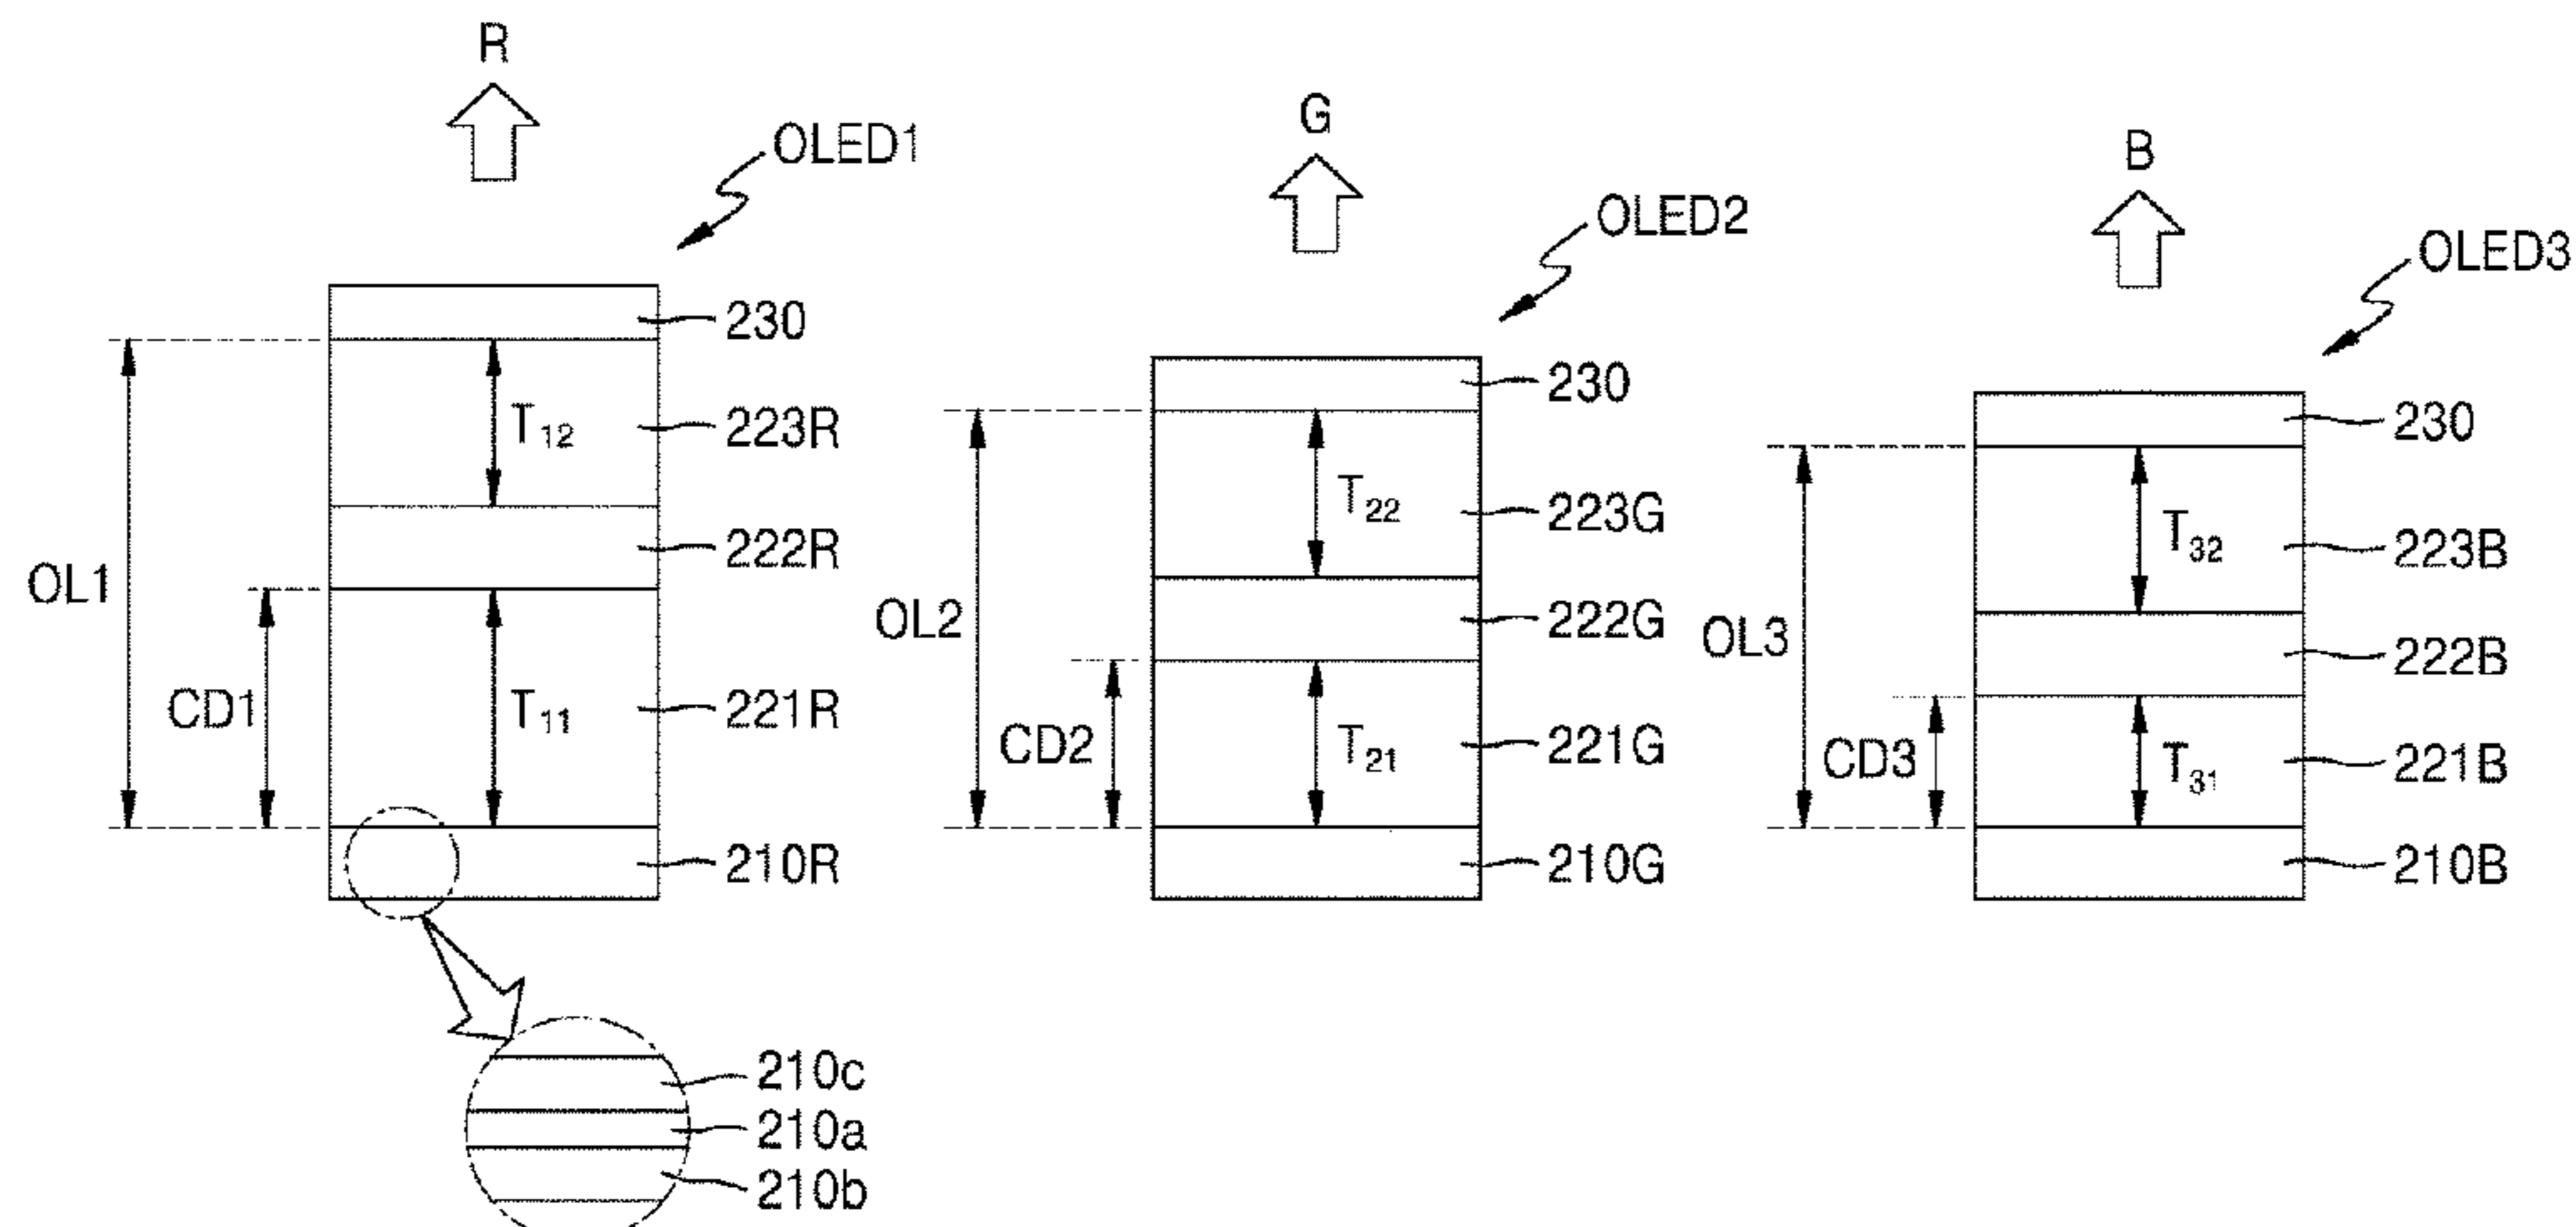 R
OLED1
230
T12
223R
222R
OL1
CD1
T11
221R
210R
210c
210a
210b
G
OLED2
230
T22
223G
222G
OL2
CD2
T21
221G
210G
B
OLED3
230
T32
223B
222B
OL3
CD3
T31
221B
210B